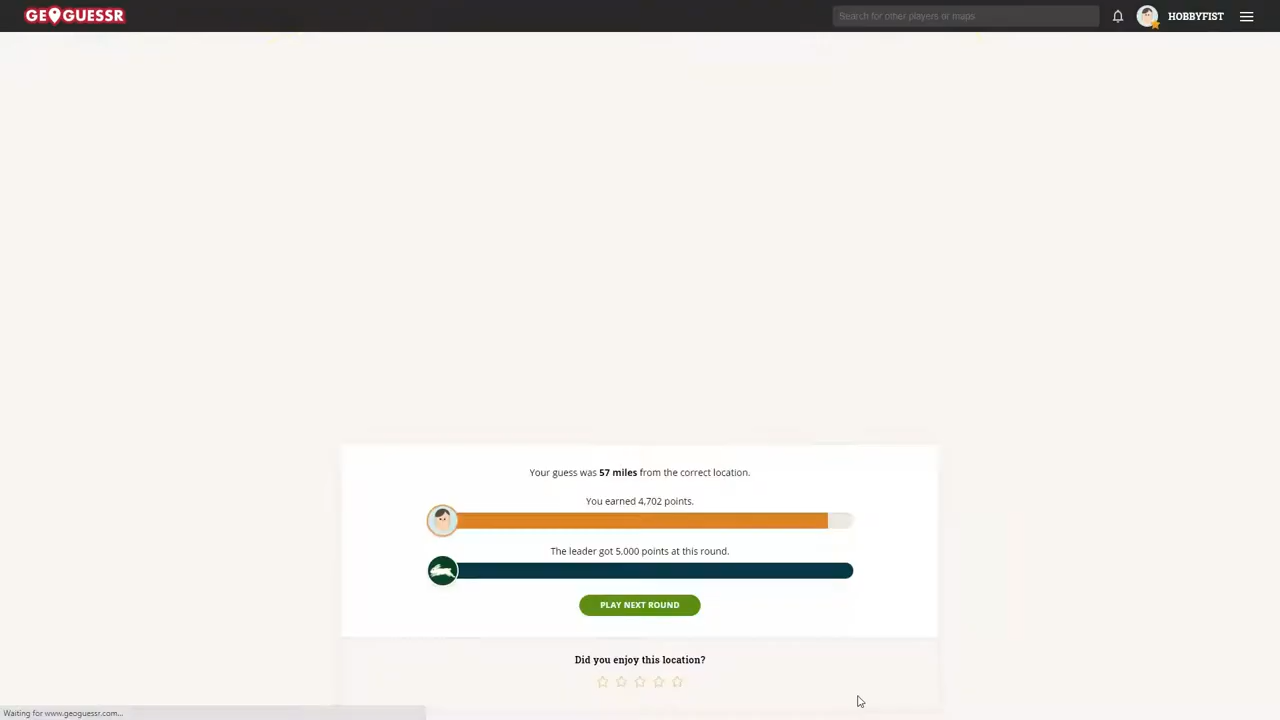 GEOGUESSR
Search for other players or maps
HOBBYFIST
Your guess was 57 miles from the correct location.
You earned 4,702 points.
The leader got 5,000 points at this round.
PLAY NEXT ROUND
Did you enjoy this location?
Waiting for www.geoguessr.com...